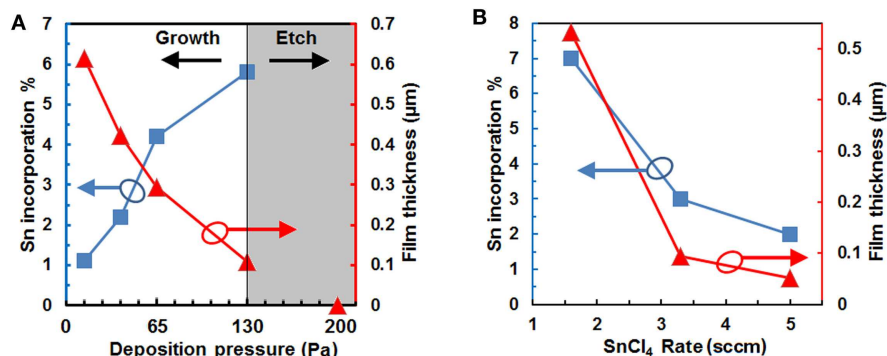 A
Growth Etch
Sn incorporation %
7
6
5
4
3
2
1
0
0.7
0.6
0.5
0.4
0.3
0.2
0.1
0
Film thickness (µm)
0 65 130 200
Deposition pressure (Pa)
B
Sn incorporation %
8
7
6
5
4
3
2
1
0
0.5
0.4
0.3
0.2
0.1
0
Film thickness (µm)
1 2 3 4 5
SnCl₄ Rate (sccm)